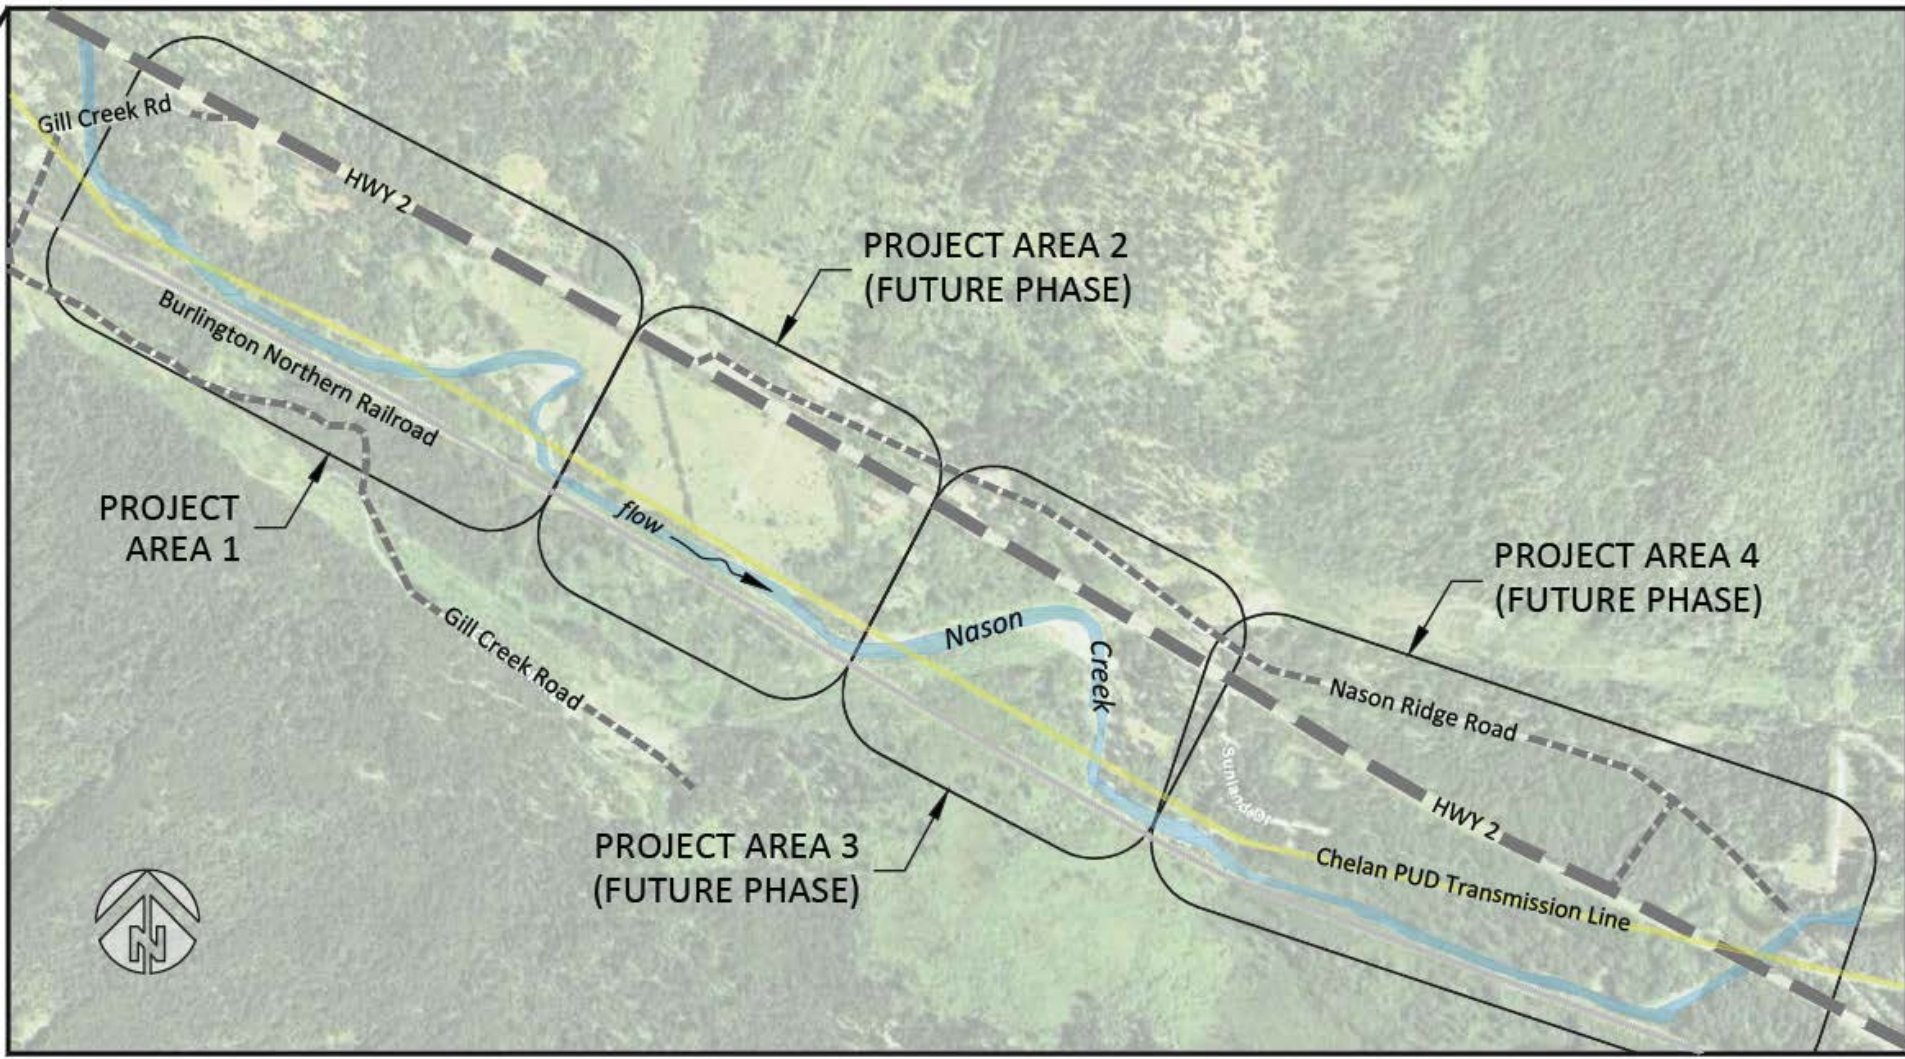 Gill Creek Rd
HWY 2
PROJECT AREA 2
(FUTURE PHASE)
Burlington Northern Railroad
PROJECT
AREA 1
flow
PROJECT AREA 4
(FUTURE PHASE)
Nason
Creek
Gill Creek Road
Nason Ridge Road
Sunland Dr
HWY 2
PROJECT AREA 3
(FUTURE PHASE)
Chelan PUD Transmission Line
N